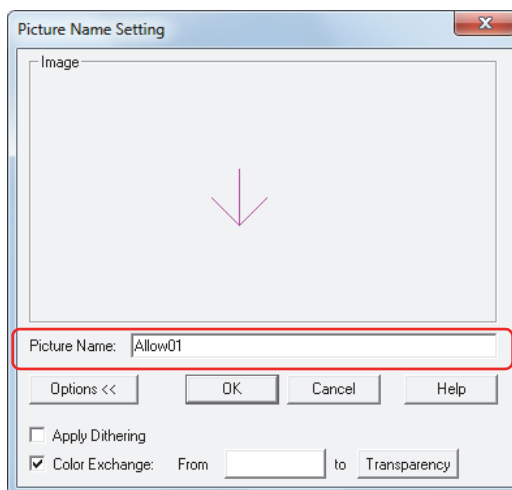 Picture Name Setting
Image
Picture Name: Allow01
Options << OK Cancel Help
Apply Dithering
Color Exchange: From to Transparency